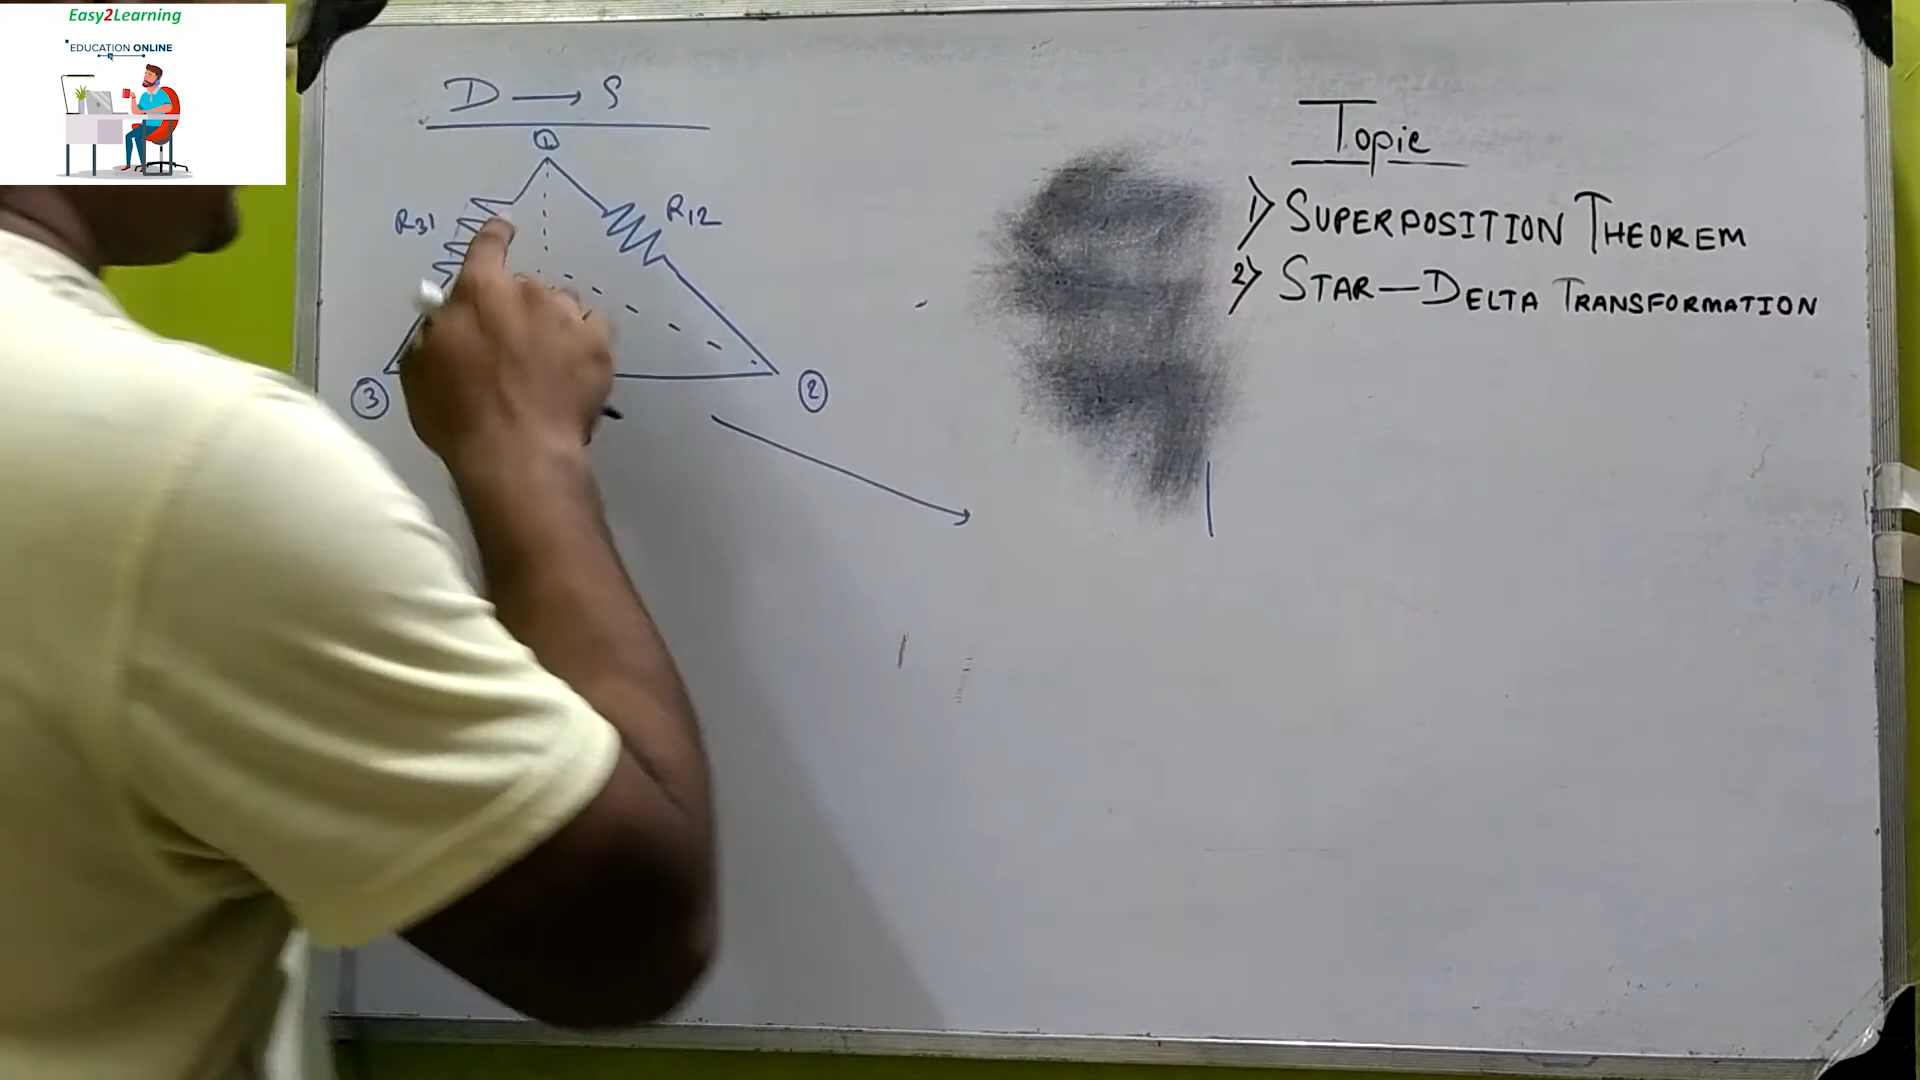 Easy2Learning
EDUCATION ONLINE
D → S
1
R31
R12
3
2
Topic
1) SUPERPOSITION THEOREM
2) STAR — DELTA TRANSFORMATION